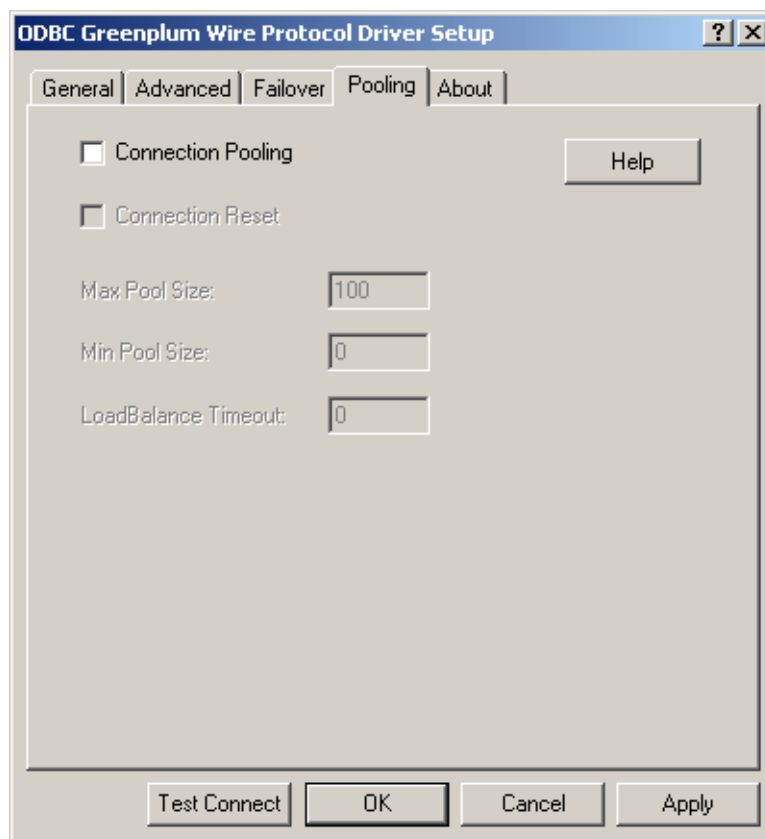 ODBC Greenplum Wire Protocol Driver Setup
General Advanced Failover Pooling About
Connection Pooling
Help
Connection Reset
Max Pool Size: 100
Min Pool Size: 0
LoadBalance Timeout: 0
Test Connect OK Cancel Apply